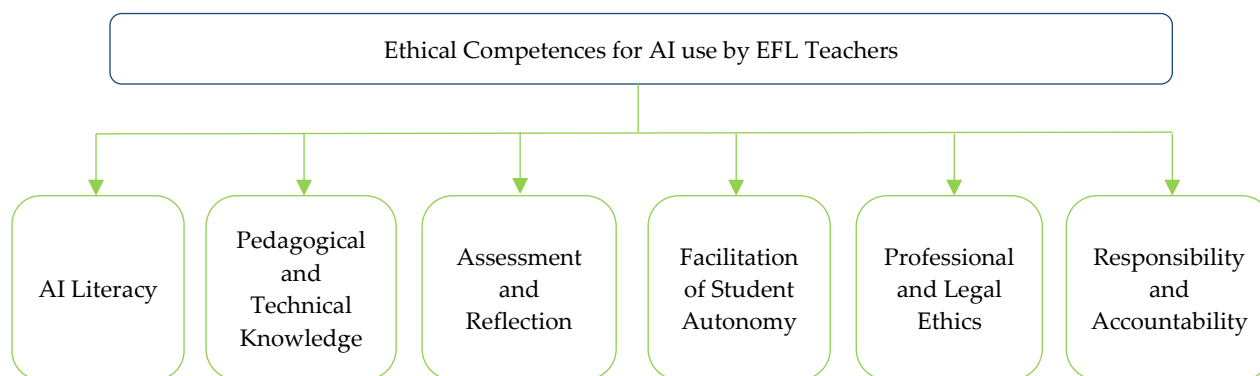 Ethical Competences for AI use by EFL Teachers
AI Literacy
Pedagogical
and
Technical
Knowledge
Assessment
and
Reflection
Facilitation
of Student
Autonomy
Professional
and Legal
Ethics
Responsibility
and
Accountability